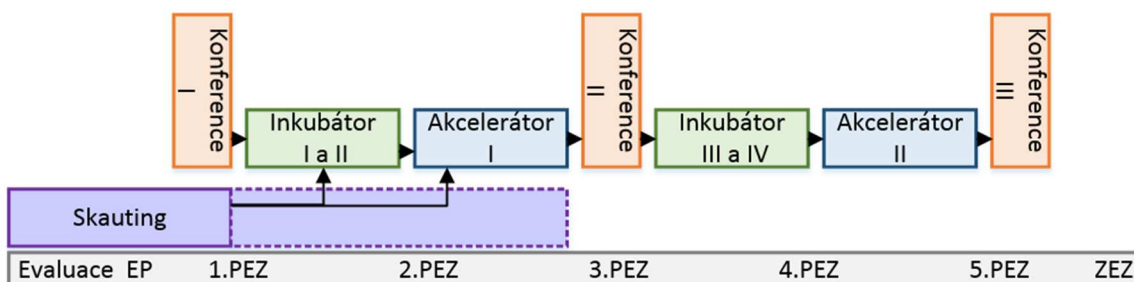 Konference
I
Inkubátor
I a II
Akcelerátor
I
Konference
II
Inkubátor
III a IV
Akcelerátor
II
Konference
III
Skauting
Evaluace EP 1.PEZ 2.PEZ 3.PEZ 4.PEZ 5.PEZ ZEZ